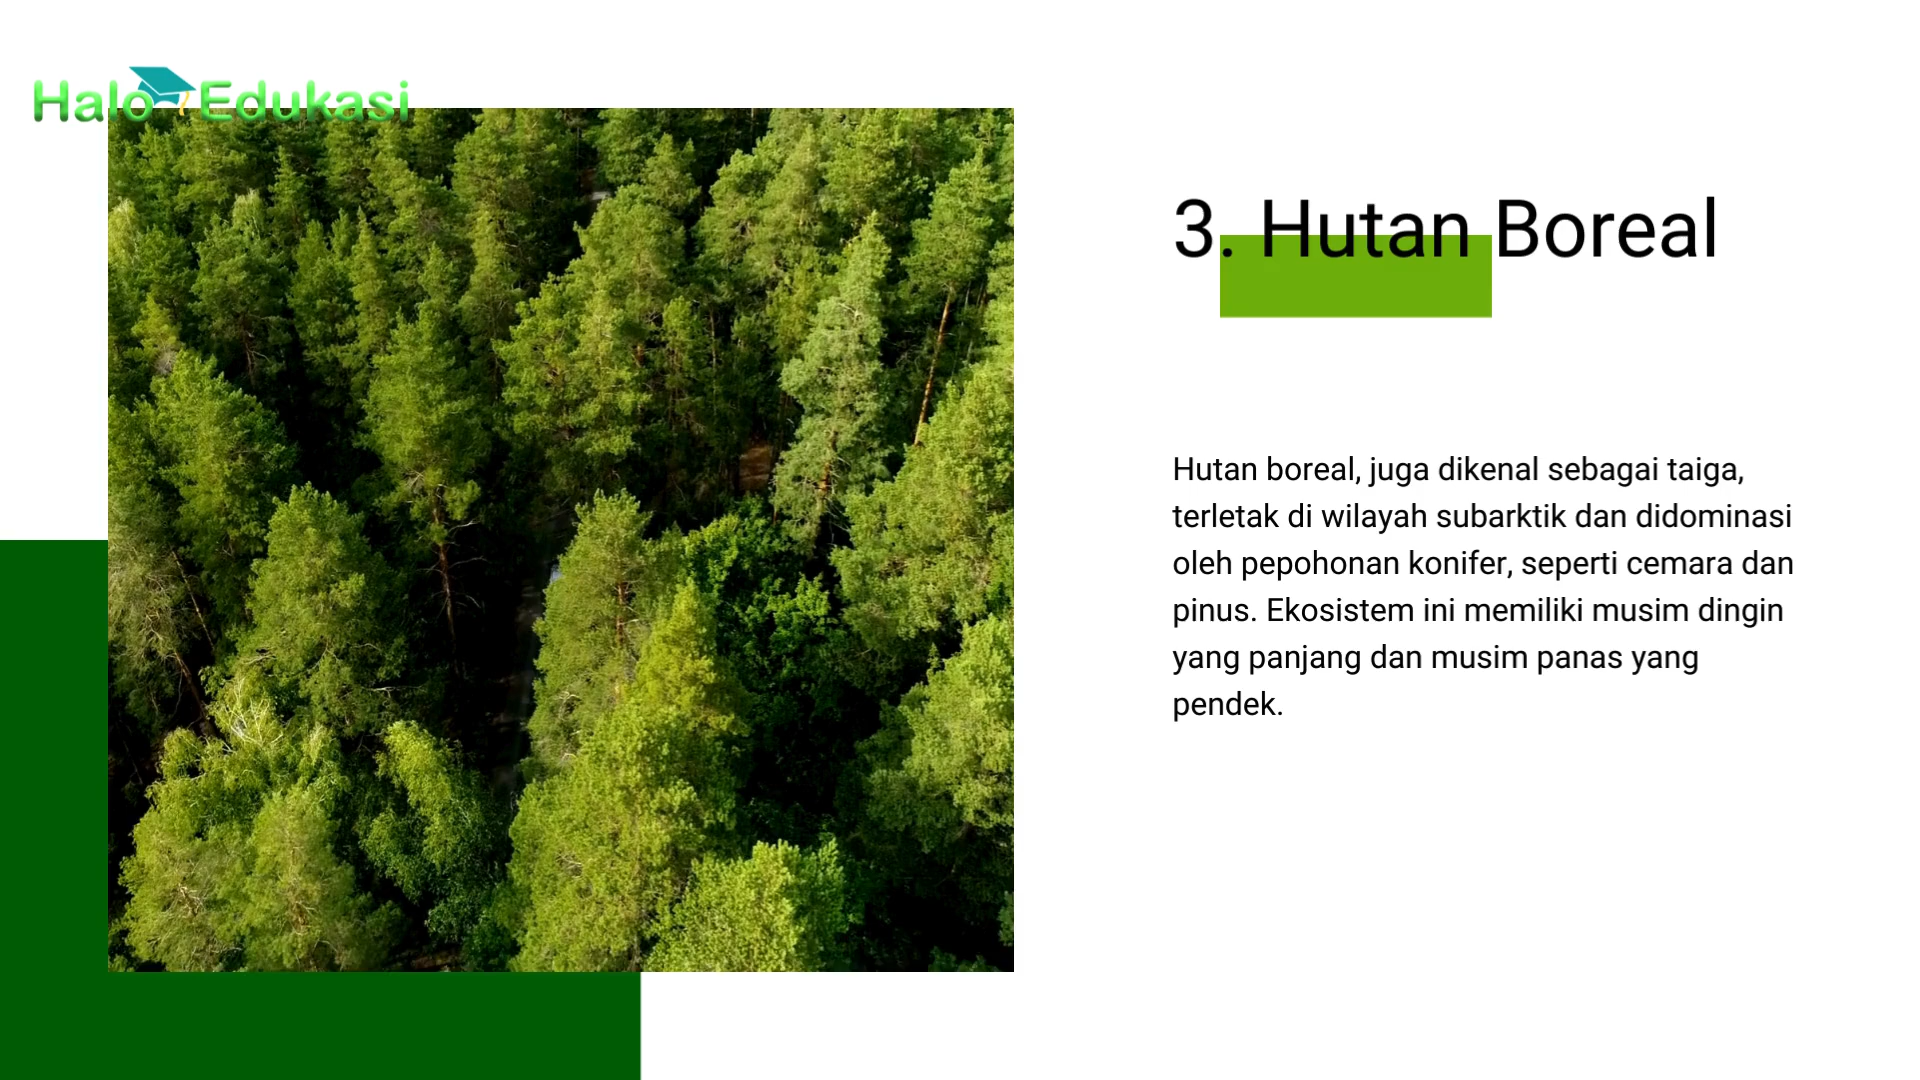 Halo Edukasi
3. Hutan Boreal
Hutan boreal, juga dikenal sebagai taiga,
terletak di wilayah subarktik dan didominasi
oleh pepohonan konifer, seperti cemara dan
pinus. Ekosistem ini memiliki musim dingin
yang panjang dan musim panas yang
pendek.